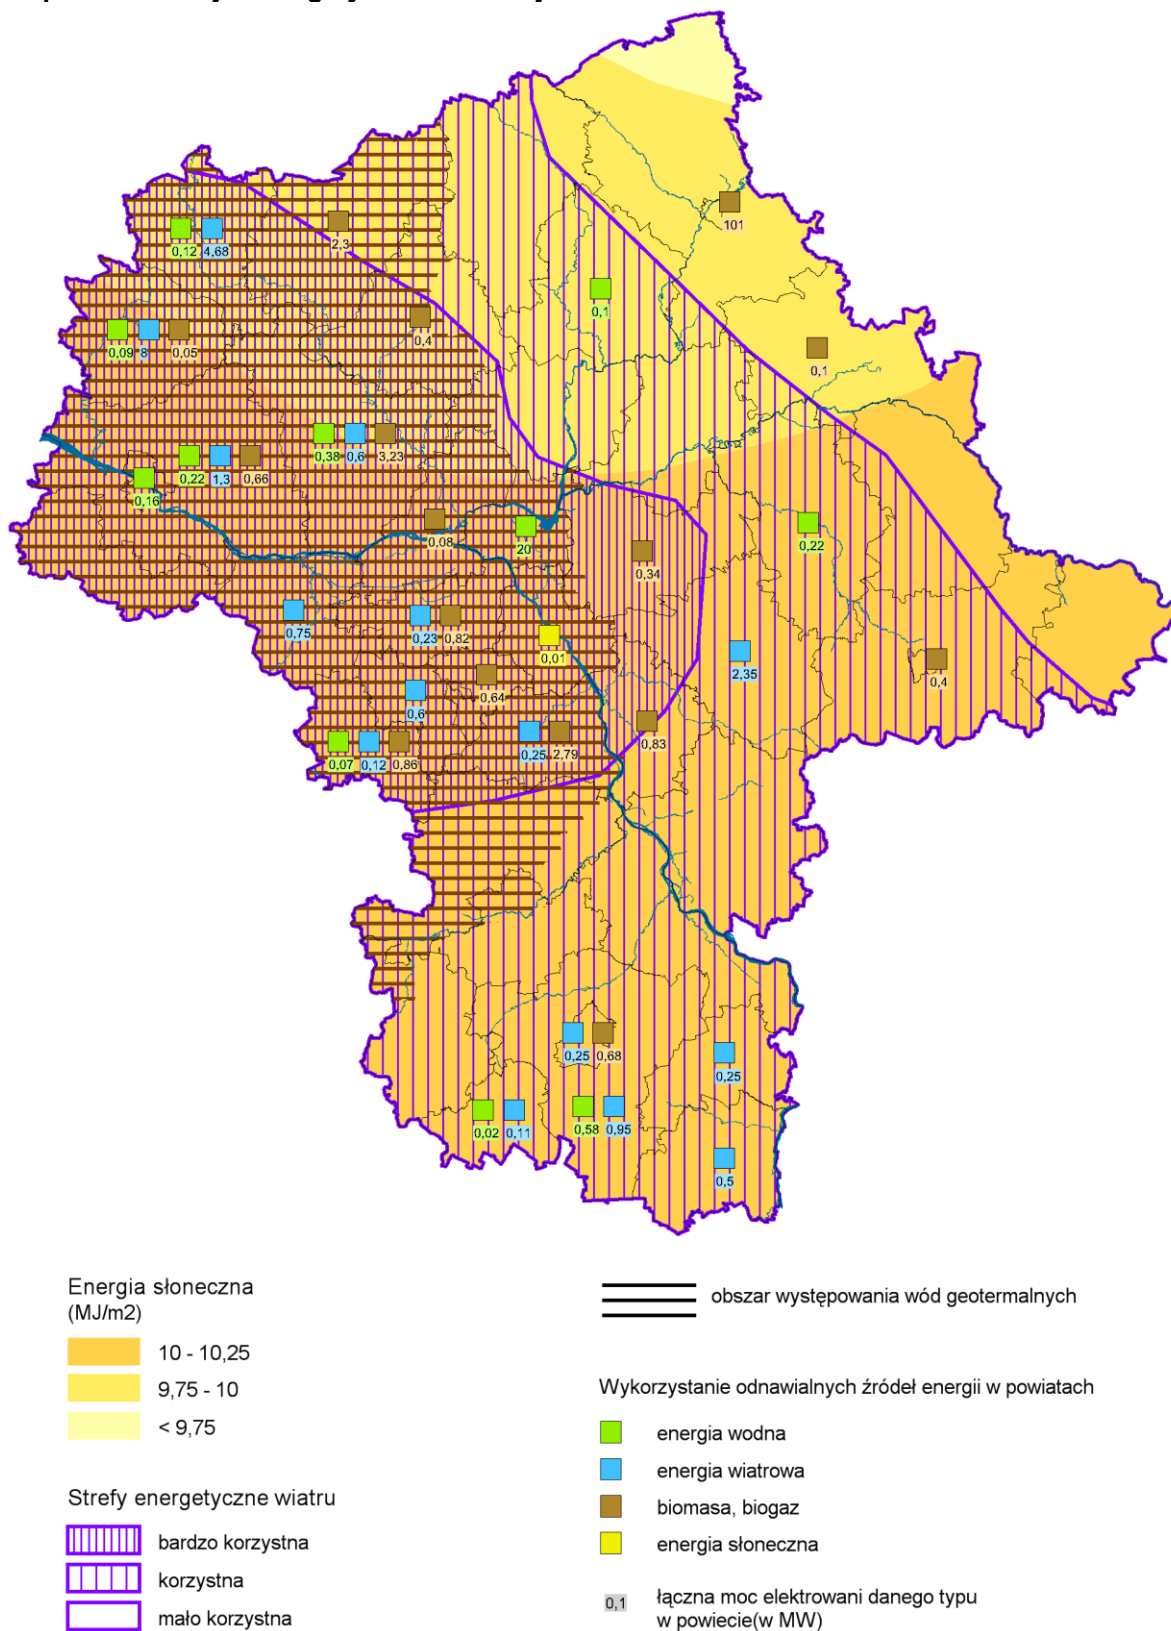 101
2,3
0,12 4,68
0,1
0,4
0,09 8 0,05
0,1
0,38 0,6 3,23
0,22 1,3 0,66
0,16
0,08
20
0,22
0,34
0,75
0,23 0,82
0,01
2,35
0,4
0,64
0,6
0,83
0,25 2,79
0,07 0,12 0,86
0,25 0,68
0,25
0,02 0,11
0,58 0,95
0,5
Energia słoneczna
(MJ/m2)
10 - 10,25
9,75 - 10
< 9,75
Strefy energetyczne wiatru
bardzo korzystna
korzystna
mało korzystna
obszar występowania wód geotermalnych
Wykorzystanie odnawialnych źródeł energii w powiatach
energia wodna
energia wiatrowa
biomasa, biogaz
energia słoneczna
0,1 łączna moc elektrowni danego typu
w powiecie(w MW)